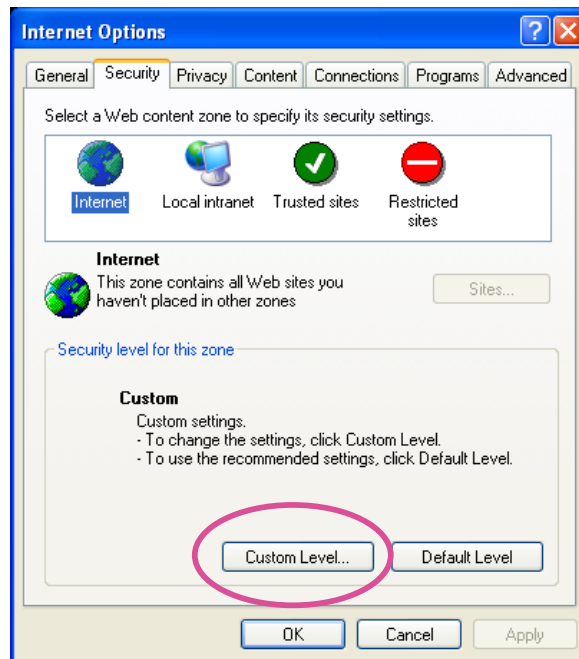 Internet Options
General Security Privacy Content Connections Programs Advanced
Select a Web content zone to specify its security settings.
Internet Local intranet Trusted sites Restricted
sites
Internet
This zone contains all Web sites you
haven't placed in other zones
Sites...
Security level for this zone
Custom
Custom settings.
- To change the settings, click Custom Level.
- To use the recommended settings, click Default Level.
Custom Level... Default Level
OK Cancel Apply